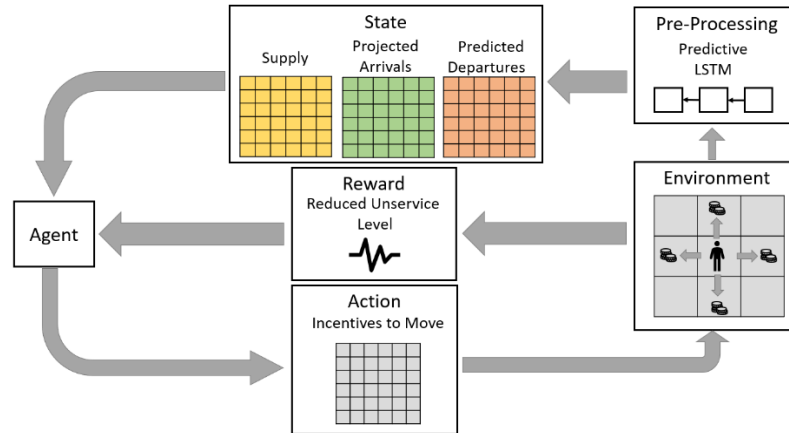 State
Supply
Projected
Arrivals
Predicted
Departures
Pre-Processing
Predictive
LSTM
Environment
Reward
Reduced Unservice
Level
Agent
Action
Incentives to Move